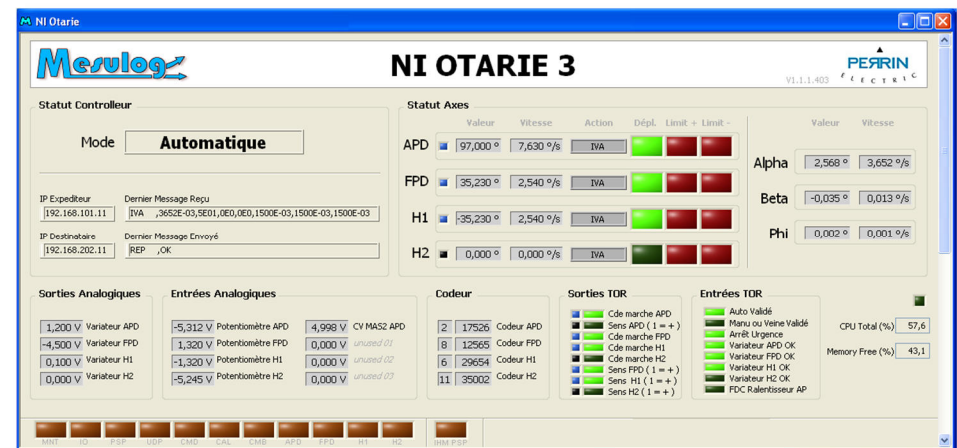 NI Otarie
Mesulog
NI OTARIE 3
PERRIN
ELECTRIC
V1.1.1.403
Statut Controlleur
Mode Automatique
IP Expediteur Dernier Message Reçu
192.168.101.11 IVA ,3652E-03,5E01,0E0,0E0,1500E-03,1500E-03,1500E-03
IP Destinataire Dernier Message Envoyé
192.168.202.11 REP ,OK
Statut Axes
Valeur Vitesse Action Dépl. Limit + Limit -
APD 97,000 ° 7,630 °/s IVA
FPD 35,230 ° 2,540 °/s IVA
H1 -35,230 ° 2,540 °/s IVA
H2 0,000 ° 0,000 °/s IVA
Valeur Vitesse
Alpha 2,568 ° 3,652 °/s
Beta -0,035 ° 0,013 °/s
Phi 0,002 ° 0,001 °/s
Sorties Analogiques
1,200 V Variateur APD
-4,500 V Variateur FPD
0,100 V Variateur H1
0,000 V Variateur H2
Entrées Analogiques
-5,312 V Potentiomètre APD 4,998 V CV MAS2 APD
1,320 V Potentiomètre FPD 0,000 V unused 01
-1,320 V Potentiomètre H1 0,000 V unused 02
-5,245 V Potentiomètre H2 0,000 V unused 03
Codeur
2 17526 Codeur APD
8 12565 Codeur FPD
6 29654 Codeur H1
11 35002 Codeur H2
Sorties TOR
Cde marche APD
Sens APD ( 1 = + )
Cde marche FPD
Cde marche H1
Cde marche H2
Sens FPD ( 1 = + )
Sens H1 ( 1 = + )
Sens H2 ( 1 = + )
Entrées TOR
Auto Validé
Manu ou Veine Validé
Arrêt Urgence
Variateur APD OK
Variateur FPD OK
Variateur H1 OK
Variateur H2 OK
FDC Ralentisseur AP
CPU Total (%) 57,6
Memory Free (%) 43,1
MNT IO PSP UDP CMD CAL CMB APD FPD H1 H2 IHM PSP